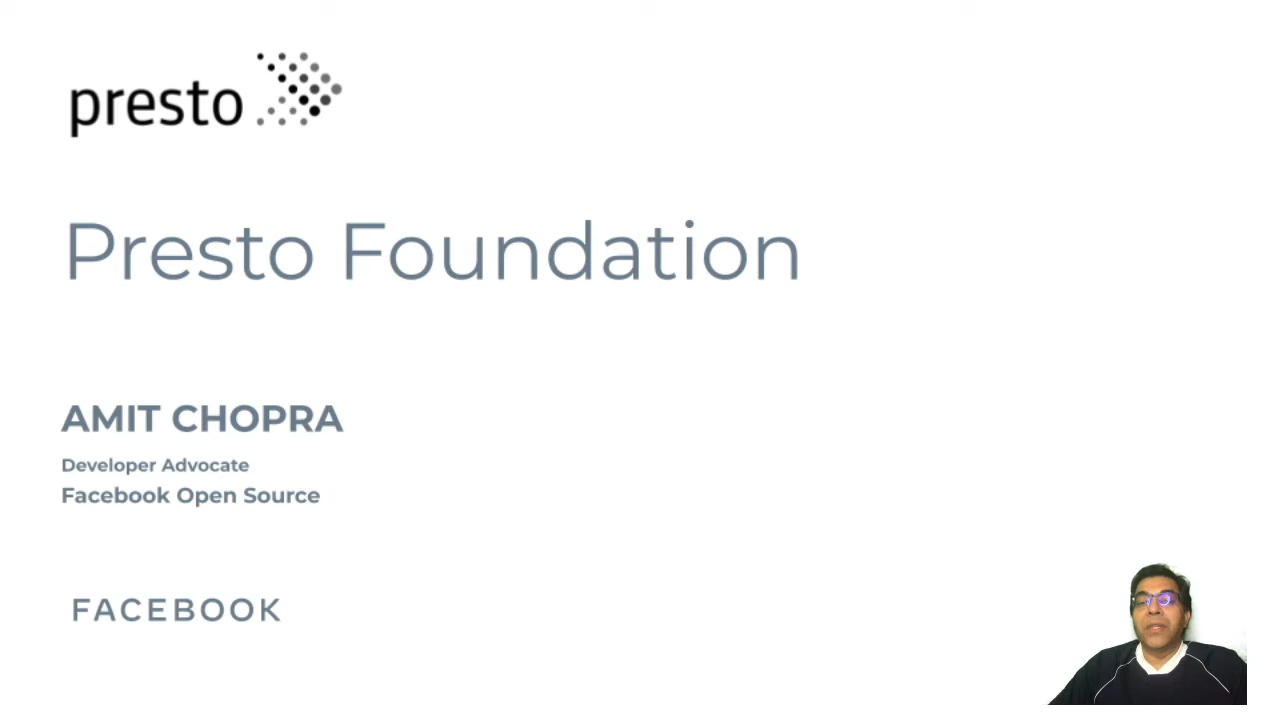 presto
Presto Foundation
AMIT CHOPRA
Developer Advocate
Facebook Open Source
FACEBOOK